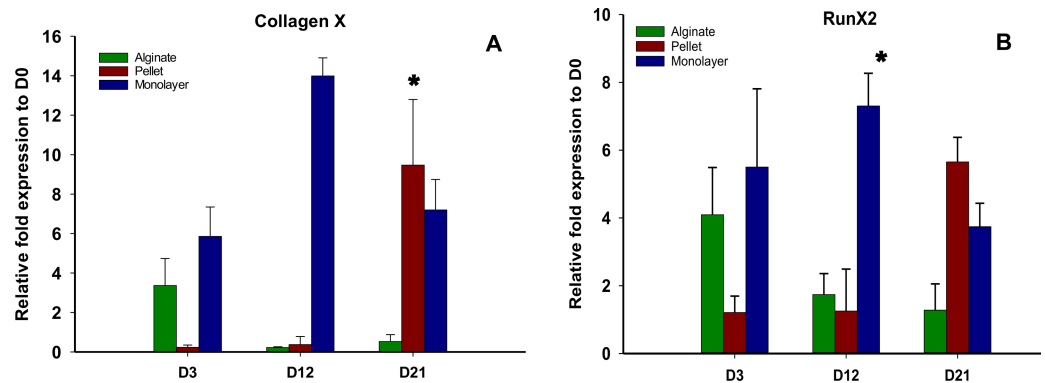 Collagen X
A
Alginate
Pellet
Monolayer
*
Relative fold expression to D0
16
14
12
10
8
6
4
2
0
D3
D12
D21
RunX2
B
Alginate
Pellet
Monolayer
*
Relative fold expression to D0
10
8
6
4
2
0
D3
D12
D21